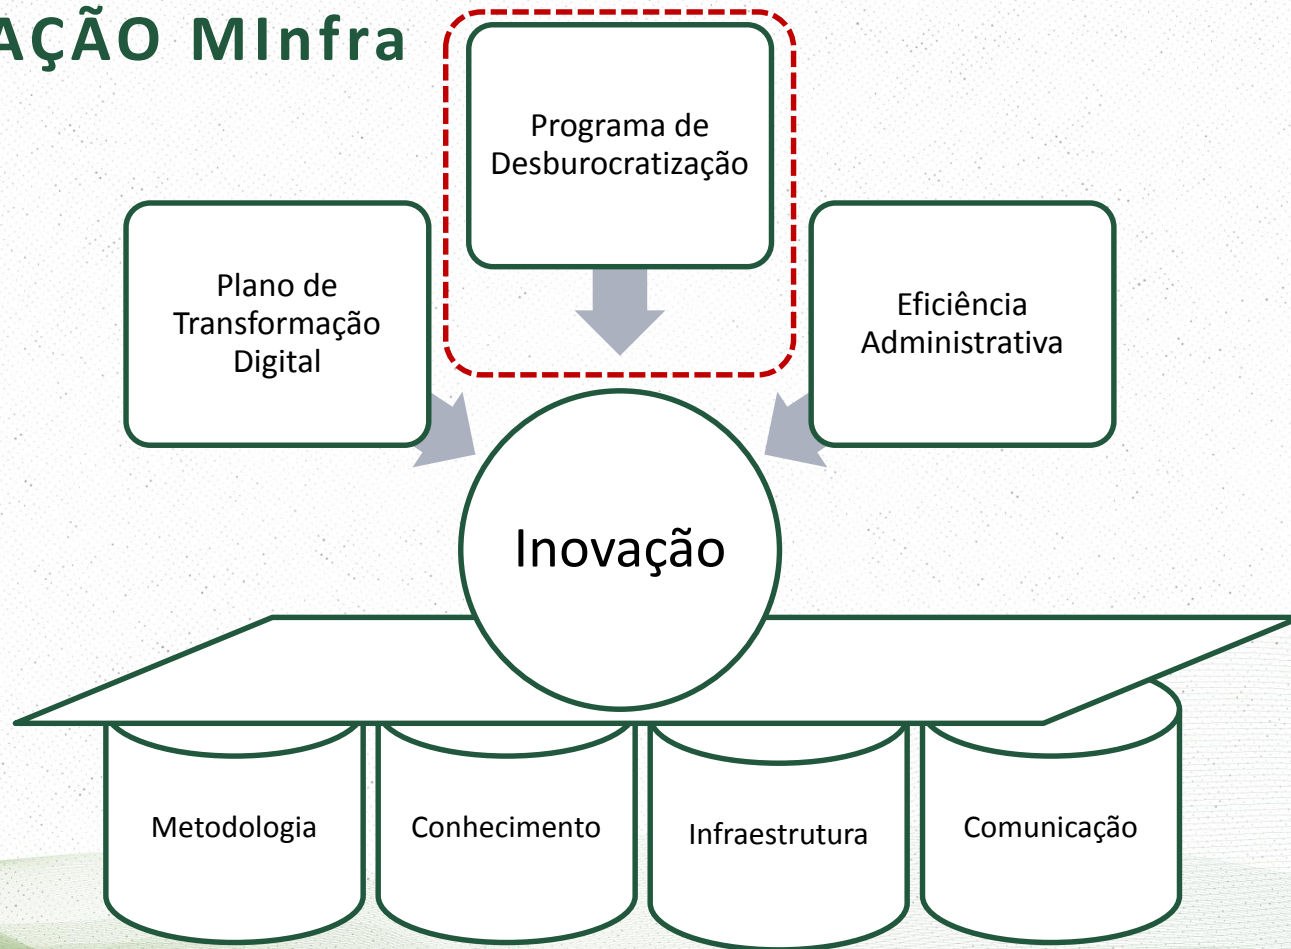 AÇÃO MInfra
Programa de
Desburocratização
Plano de
Transformação
Digital
Eficiência
Administrativa
Inovação
Metodologia
Conhecimento
Infraestrutura
Comunicação